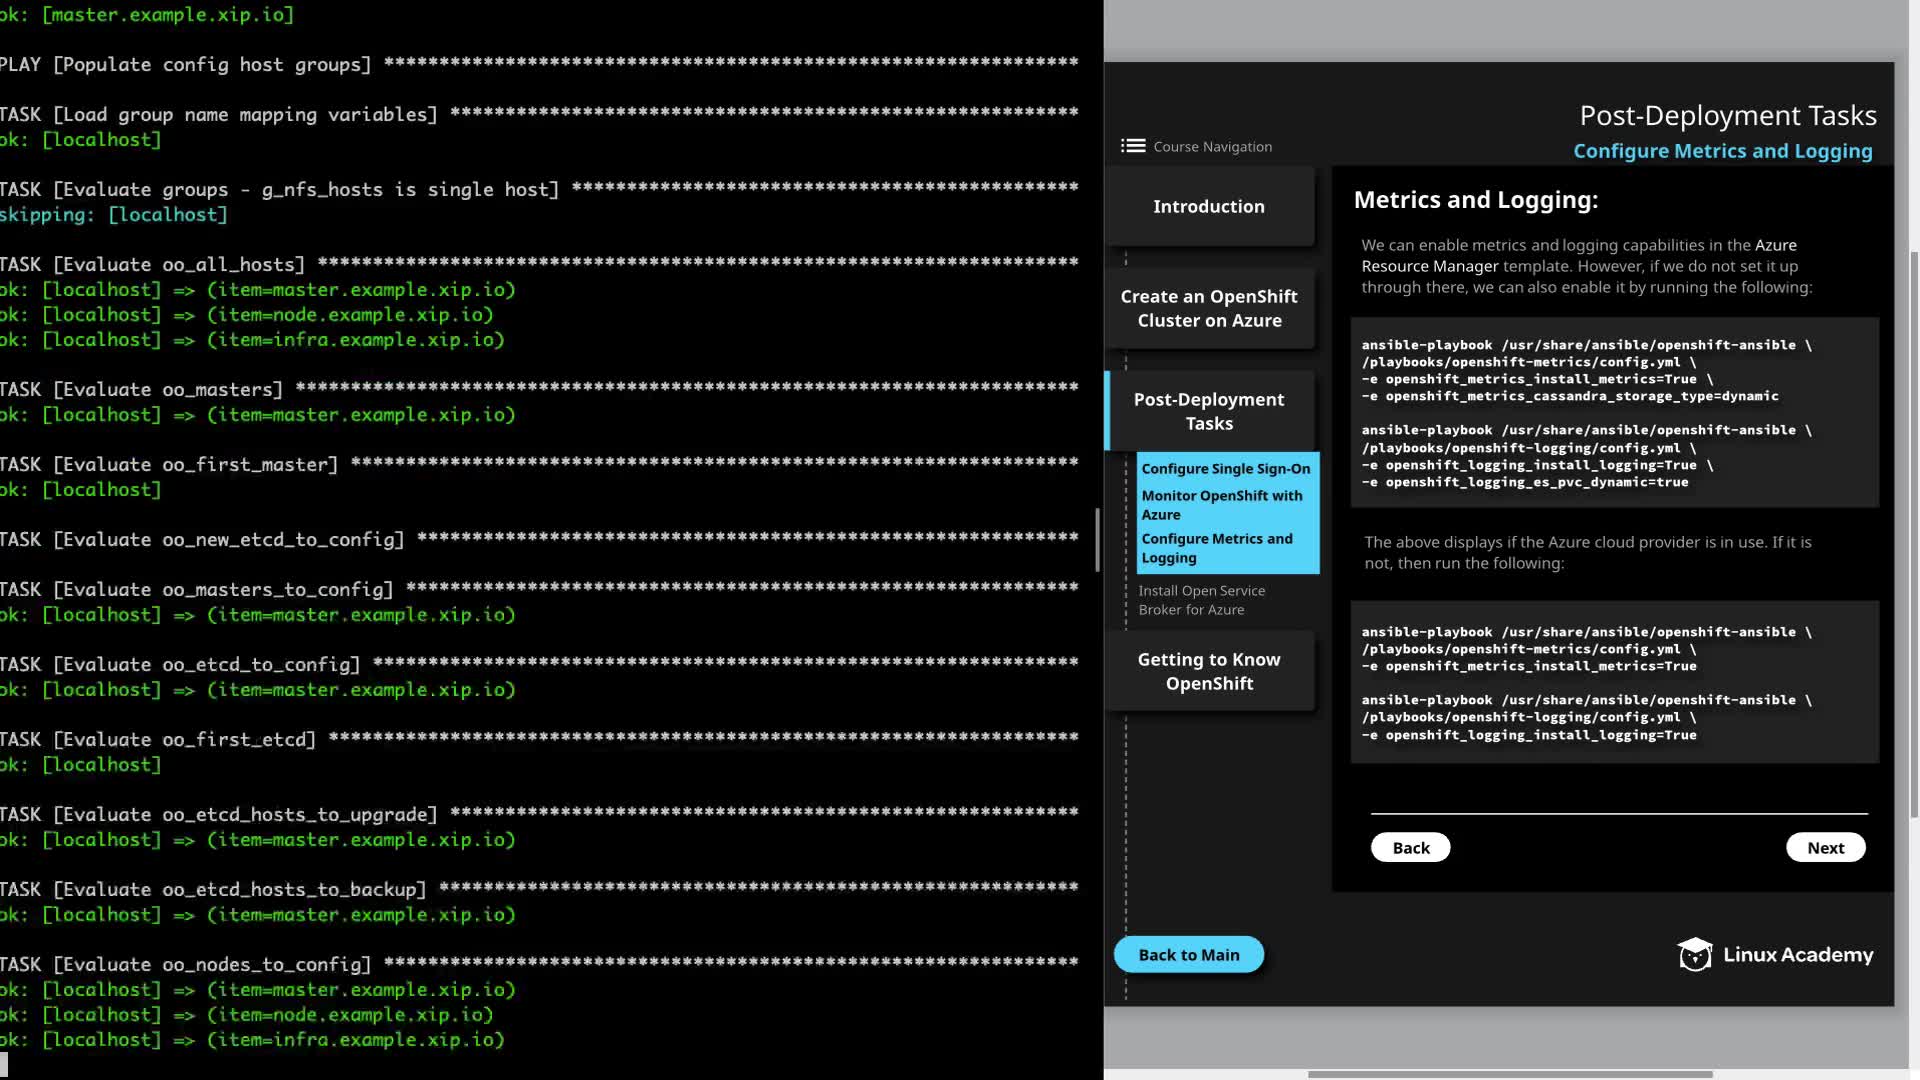 ok: [master.example.xip.io]
PLAY [Populate config host groups] ***************************************************************
TASK [Load group name mapping variables] *********************************************************
ok: [localhost]
TASK [Evaluate groups - g_nfs_hosts is single host] **********************************************
skipping: [localhost]
TASK [Evaluate oo_all_hosts] *********************************************************************
ok: [localhost] => (item=master.example.xip.io)
ok: [localhost] => (item=node.example.xip.io)
ok: [localhost] => (item=infra.example.xip.io)
TASK [Evaluate oo_masters] ***********************************************************************
ok: [localhost] => (item=master.example.xip.io)
TASK [Evaluate oo_first_master] ******************************************************************
ok: [localhost]
TASK [Evaluate oo_new_etcd_to_config] ************************************************************
TASK [Evaluate oo_masters_to_config] *************************************************************
ok: [localhost] => (item=master.example.xip.io)
TASK [Evaluate oo_etcd_to_config] ****************************************************************
ok: [localhost] => (item=master.example.xip.io)
TASK [Evaluate oo_first_etcd] ********************************************************************
ok: [localhost]
TASK [Evaluate oo_etcd_hosts_to_upgrade] *********************************************************
ok: [localhost] => (item=master.example.xip.io)
TASK [Evaluate oo_etcd_hosts_to_backup] **********************************************************
ok: [localhost] => (item=master.example.xip.io)
TASK [Evaluate oo_nodes_to_config] ***************************************************************
ok: [localhost] => (item=master.example.xip.io)
ok: [localhost] => (item=node.example.xip.io)
ok: [localhost] => (item=infra.example.xip.io)
Post-Deployment Tasks
Configure Metrics and Logging
Course Navigation
Introduction
Create an OpenShift
Cluster on Azure
Post-Deployment
Tasks
Configure Single Sign-On
Monitor OpenShift with
Azure
Configure Metrics and
Logging
Install Open Service
Broker for Azure
Getting to Know
OpenShift
Back to Main
Metrics and Logging:
We can enable metrics and logging capabilities in the Azure
Resource Manager template. However, if we do not set it up
through there, we can also enable it by running the following:
ansible-playbook /usr/share/ansible/openshift-ansible \
/playbooks/openshift-metrics/config.yml \
-e openshift_metrics_install_metrics=True \
-e openshift_metrics_cassandra_storage_type=dynamic
ansible-playbook /usr/share/ansible/openshift-ansible \
/playbooks/openshift-logging/config.yml \
-e openshift_logging_install_logging=True \
-e openshift_logging_es_pvc_dynamic=true
The above displays if the Azure cloud provider is in use. If it is
not, then run the following:
ansible-playbook /usr/share/ansible/openshift-ansible \
/playbooks/openshift-metrics/config.yml \
-e openshift_metrics_install_metrics=True
ansible-playbook /usr/share/ansible/openshift-ansible \
/playbooks/openshift-logging/config.yml \
-e openshift_logging_install_logging=True
Back
Next
Linux Academy